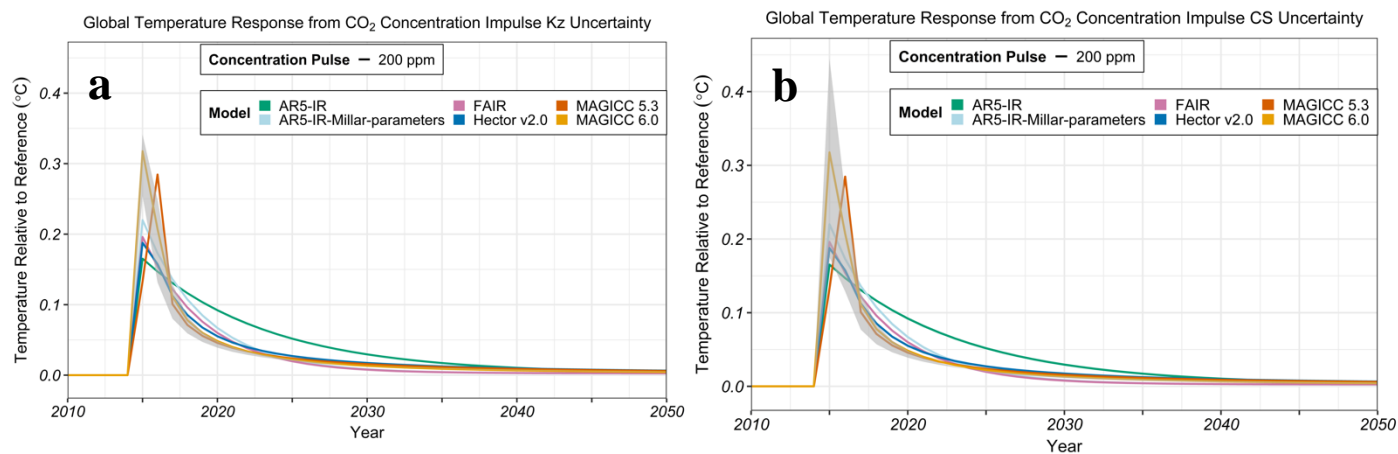 Global Temperature Response from CO₂ Concentration Impulse Kz Uncertainty
a
Concentration Pulse — 200 ppm
Model
AR5-IR
FAIR
MAGICC 5.3
AR5-IR-Millar-parameters
Hector v2.0
MAGICC 6.0
Temperature Relative to Reference (°C)
0.4
0.3
0.2
0.1
0.0
2010
2020
2030
2040
2050
Year
Global Temperature Response from CO₂ Concentration Impulse CS Uncertainty
b
Concentration Pulse — 200 ppm
Model
AR5-IR
FAIR
MAGICC 5.3
AR5-IR-Millar-parameters
Hector v2.0
MAGICC 6.0
Temperature Relative to Reference (°C)
0.4
0.3
0.2
0.1
0.0
2010
2020
2030
2040
2050
Year